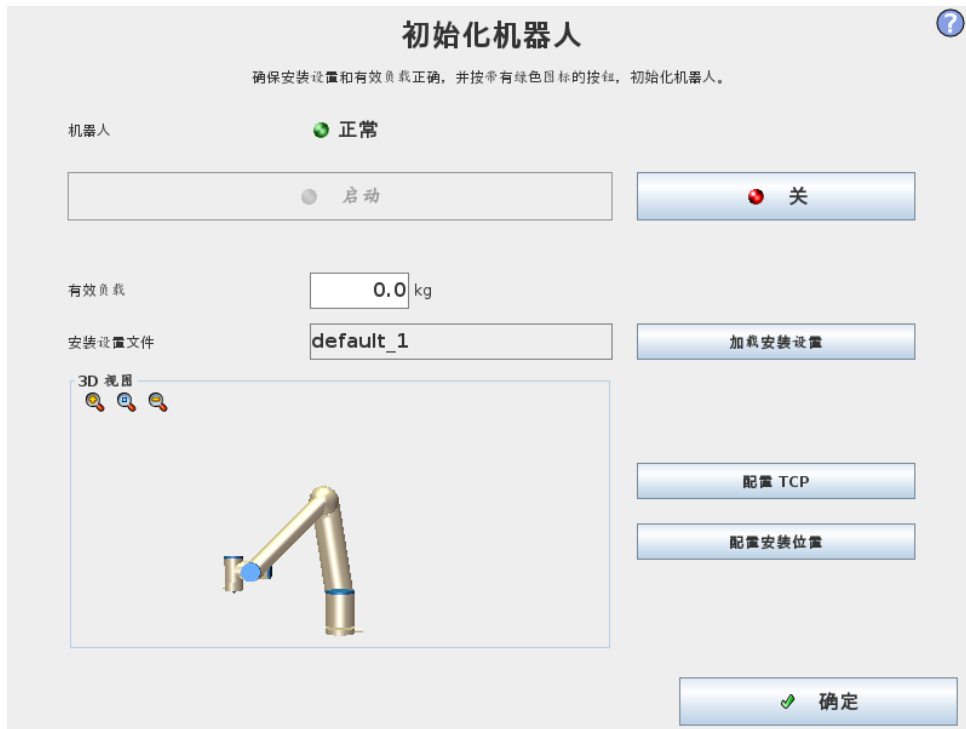 初始化机器人
?
确保安装设置和有效负载正确，并按带有绿色图标的按钮，初始化机器人。
机器人 正常
启动 关
有效负载 0.0 kg
安装设置文件 default_1 加载安装设置
3D 视图
配置 TCP
配置安装位置
确定